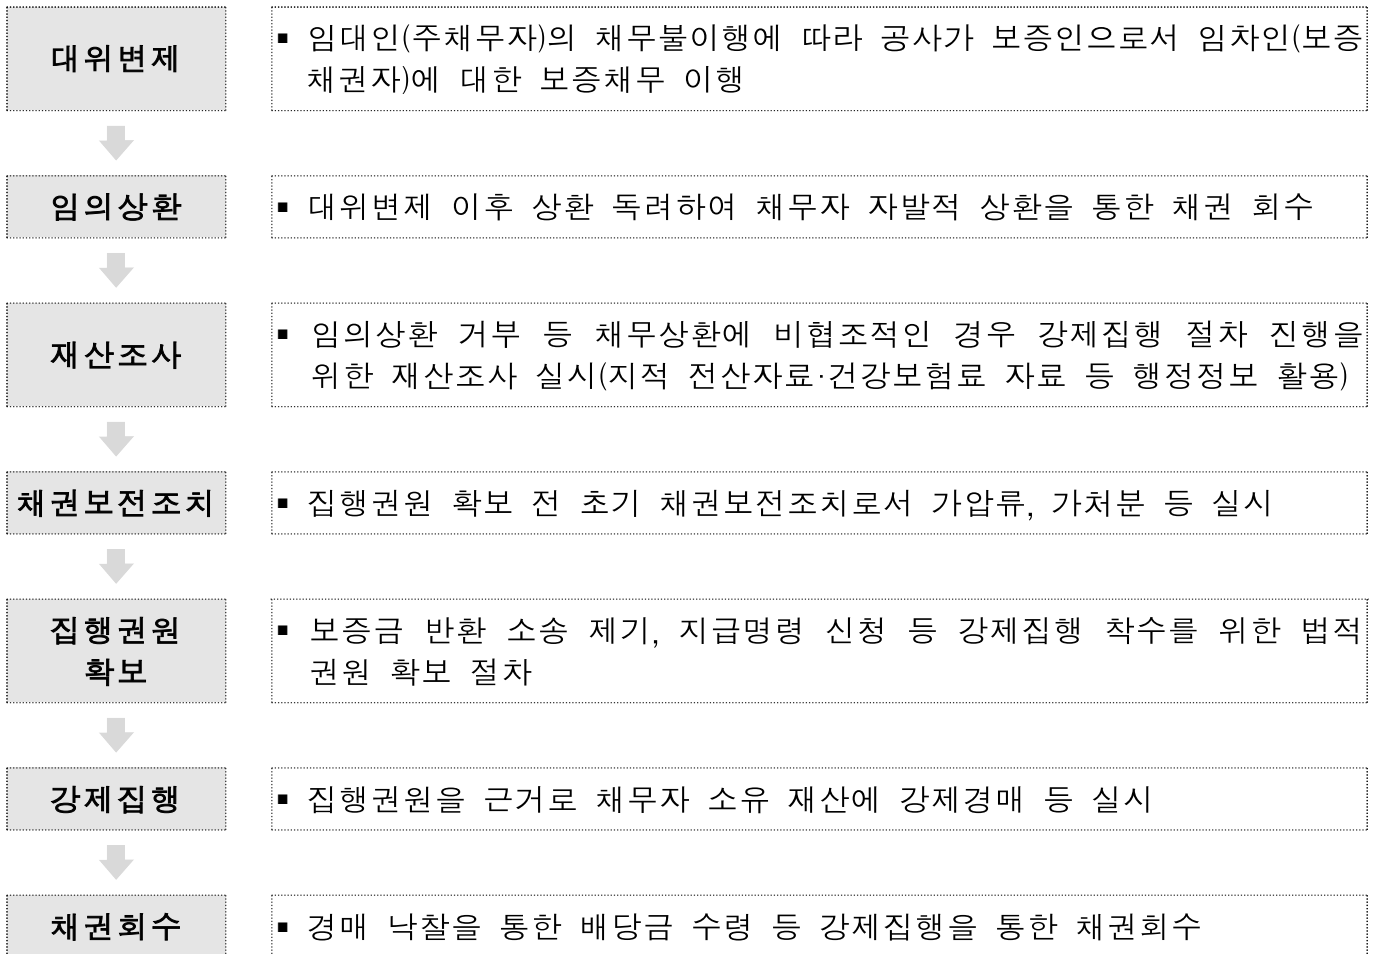 대위변제
▪ 임대인(주채무자)의 채무불이행에 따라 공사가 보증인으로서 임차인(보증
채권자)에 대한 보증채무 이행
임의상환
▪ 대위변제 이후 상환 독려하여 채무자 자발적 상환을 통한 채권 회수
재산조사
▪ 임의상환 거부 등 채무상환에 비협조적인 경우 강제집행 절차 진행을
위한 재산조사 실시(지적 전산자료·건강보험료 자료 등 행정정보 활용)
채권보전조치
▪ 집행권원 확보 전 초기 채권보전조치로서 가압류, 가처분 등 실시
집행권원
확보
▪ 보증금 반환 소송 제기, 지급명령 신청 등 강제집행 착수를 위한 법적
권원 확보 절차
강제집행
▪ 집행권원을 근거로 채무자 소유 재산에 강제경매 등 실시
채권회수
▪ 경매 낙찰을 통한 배당금 수령 등 강제집행을 통한 채권회수